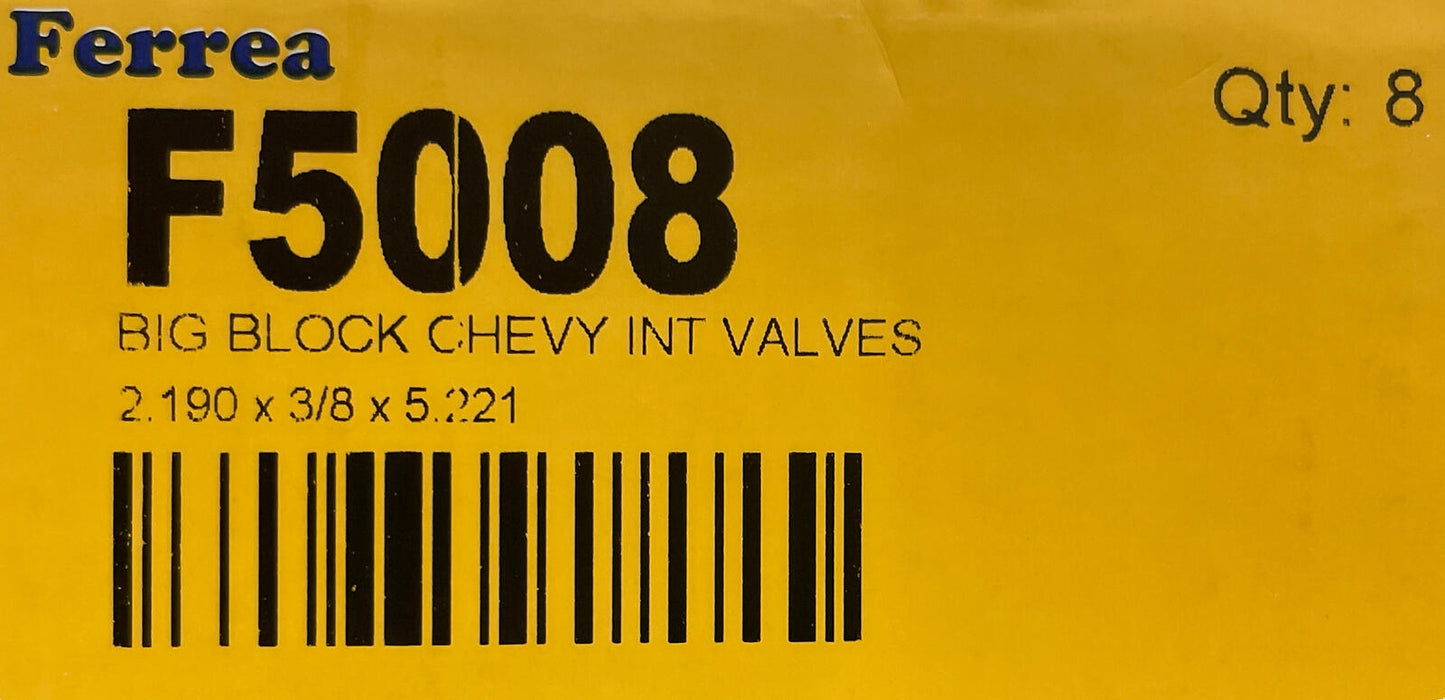 Ferrea
Qty: 8
F5008
BIG BLOCK CHEVY INT VALVES
2.190 x 3/8 x 5.221